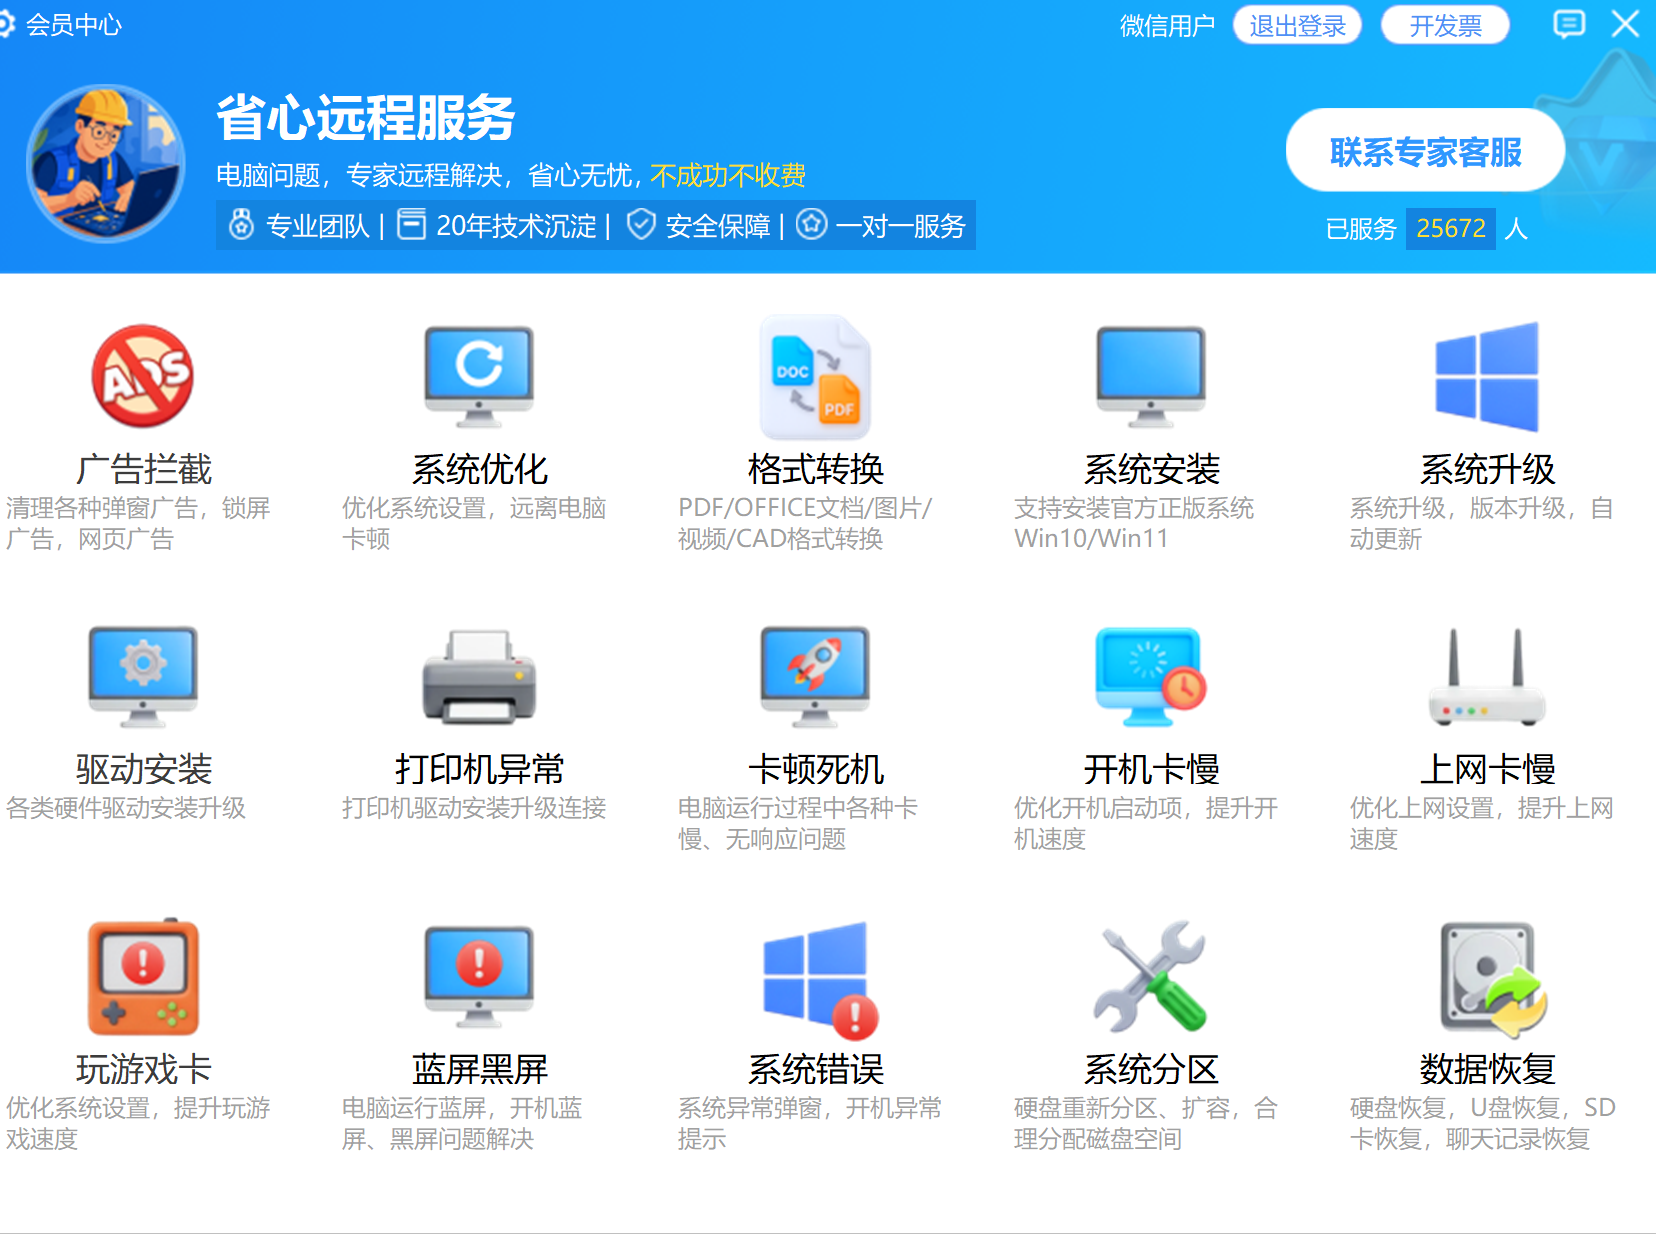 会员中心
微信用户 退出登录 开发票
省心远程服务
电脑问题，专家远程解决，省心无忧，不成功不收费
专业团队 | 20年技术沉淀 | 安全保障 | 一对一服务
联系专家客服
已服务 25672 人
ADS
DOC
PDF
广告拦截
清理各种弹窗广告，锁屏
广告，网页广告
系统优化
优化系统设置，远离电脑
卡顿
格式转换
PDF/OFFICE文档/图片/
视频/CAD格式转换
系统安装
支持安装官方正版系统
Win10/Win11
系统升级
系统升级，版本升级，自
动更新
驱动安装
各类硬件驱动安装升级
打印机异常
打印机驱动安装升级连接
卡顿死机
电脑运行过程中各种卡
慢、无响应问题
开机卡慢
优化开机启动项，提升开
机速度
上网卡慢
优化上网设置，提升上网
速度
玩游戏卡
优化系统设置，提升玩游
戏速度
蓝屏黑屏
电脑运行蓝屏，开机蓝
屏、黑屏问题解决
系统错误
系统异常弹窗，开机异常
提示
系统分区
硬盘重新分区、扩容，合
理分配磁盘空间
数据恢复
硬盘恢复，U盘恢复，SD
卡恢复，聊天记录恢复